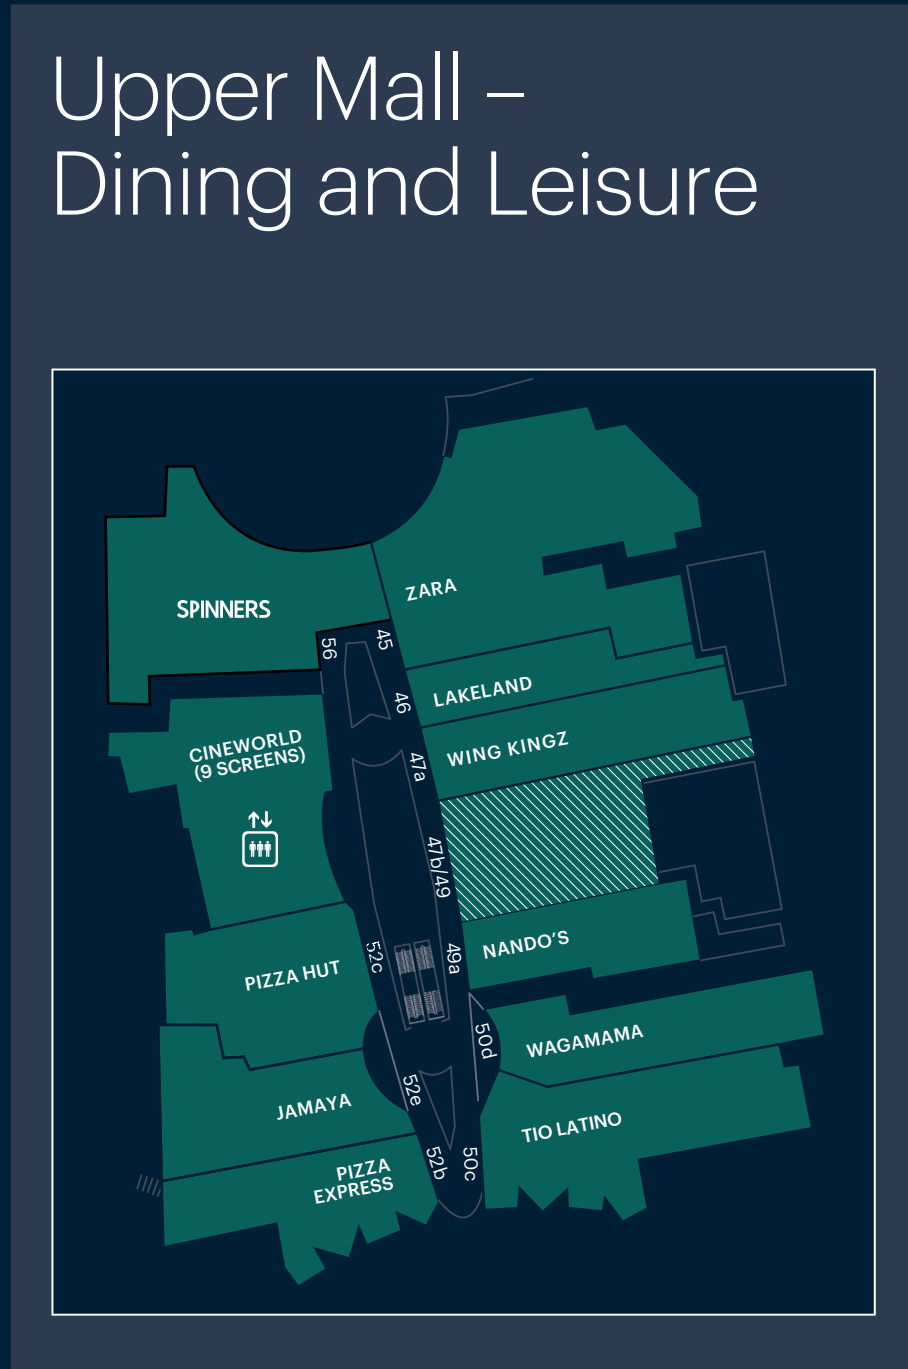 Upper Mall –
Dining and Leisure
ZARA
SPINNERS
56
45
LAKELAND
46
WING KINGZ
CINEWORLD
(9 SCREENS)
47a
47b/49
NANDO’S
52c
49a
PIZZA HUT
WAGAMAMA
50d
52e
JAMAYA
TIO LATINO
52b
50c
PIZZA
EXPRESS